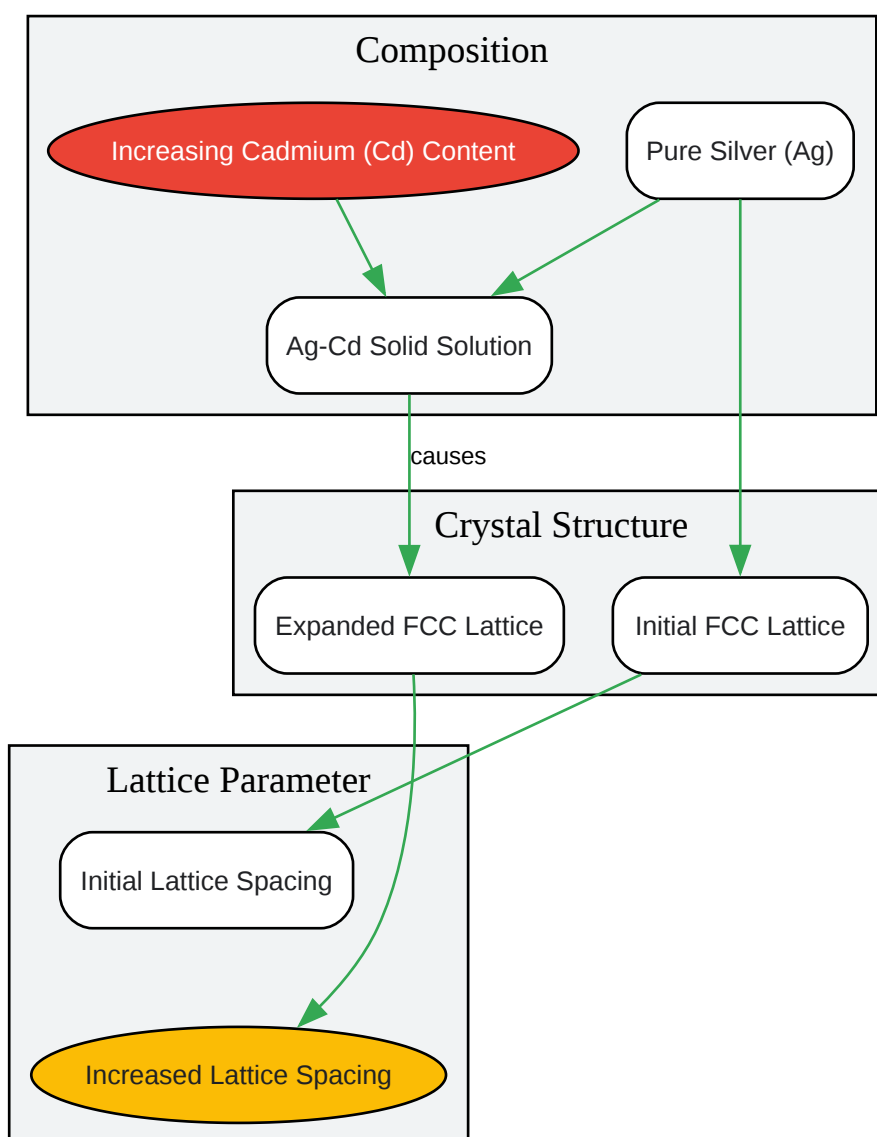 Composition
Increasing Cadmium (Cd) Content
Pure Silver (Ag)
Ag-Cd Solid Solution
causes
Crystal Structure
Expanded FCC Lattice
Initial FCC Lattice
Lattice Parameter
Initial Lattice Spacing
Increased Lattice Spacing